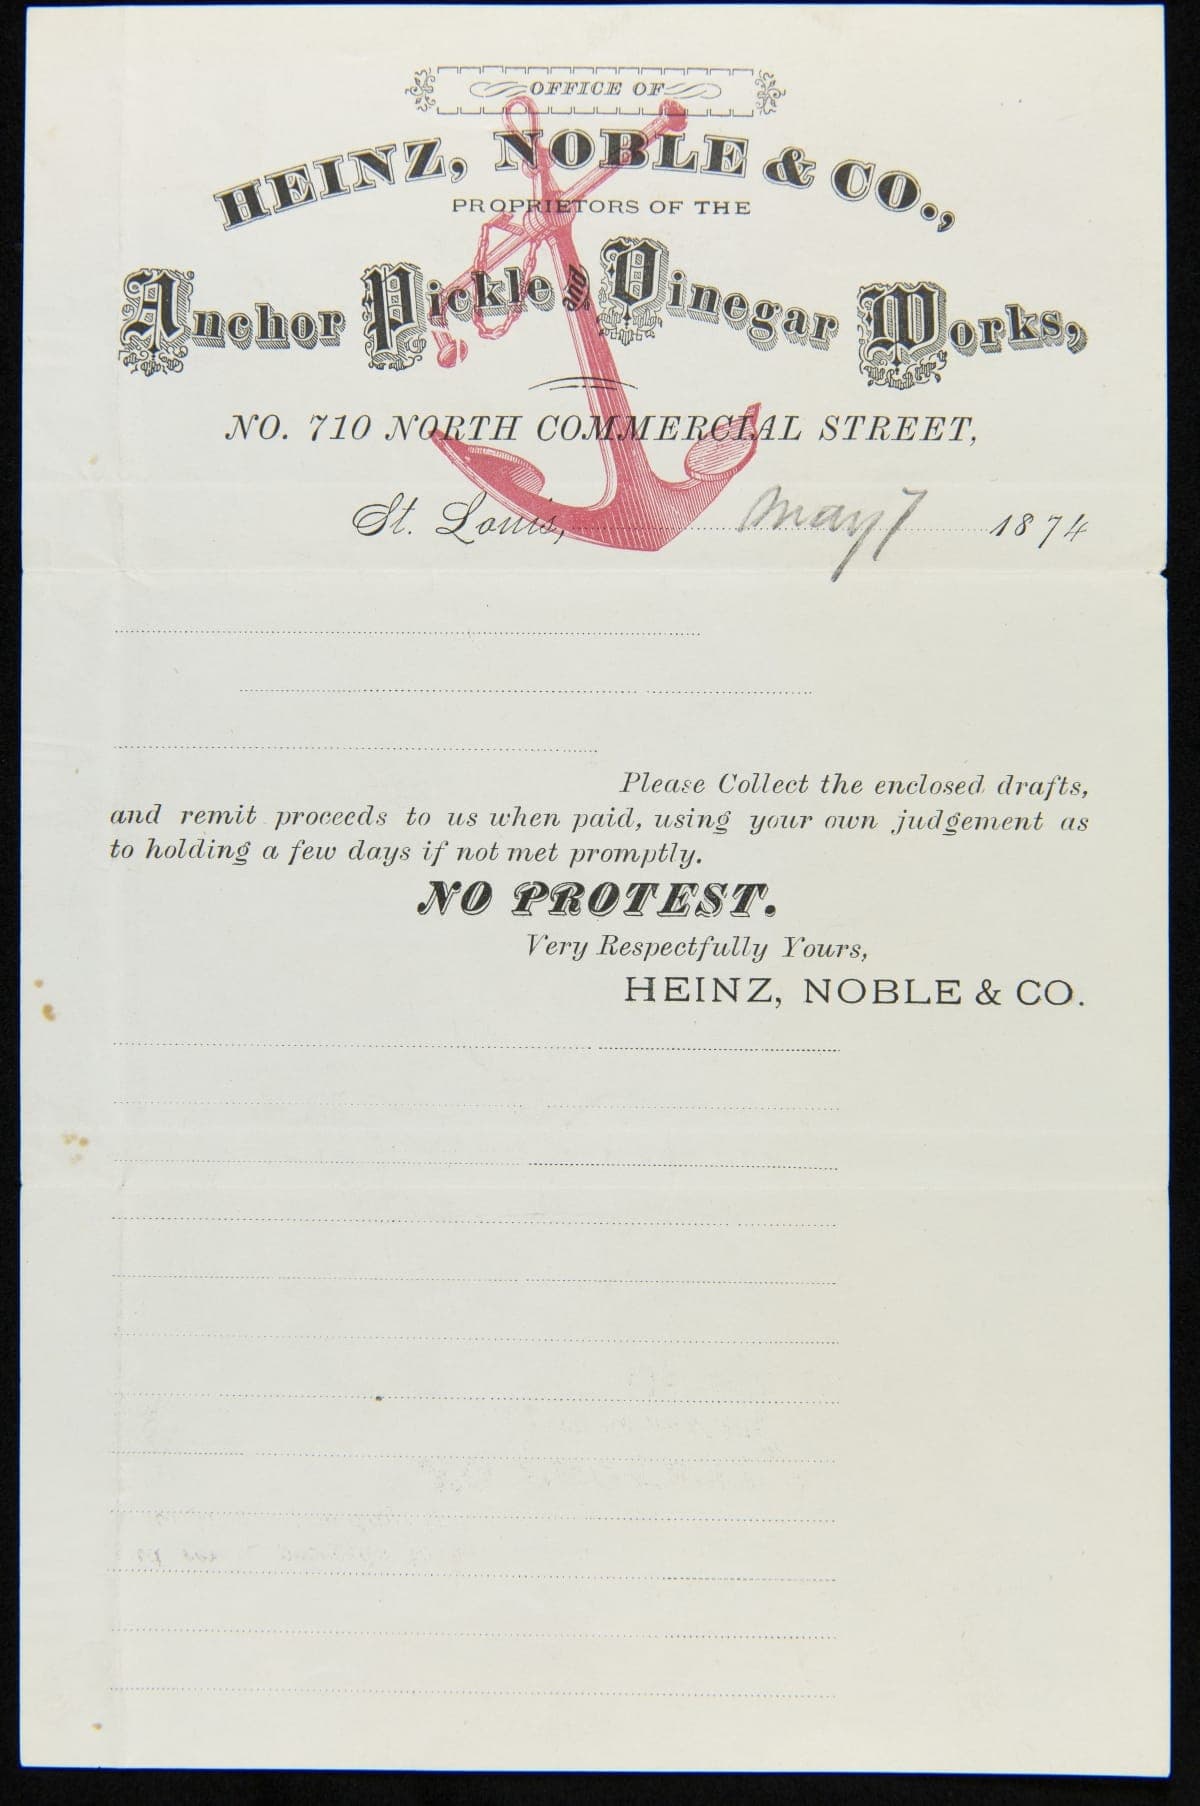 OFFICE OF
HEINZ, NOBLE & CO.,
PROPRIETORS OF THE
Anchor Pickle and Vinegar Works,
NO. 710 NORTH COMMERCIAL STREET,
St. Louis, May 7 1874
Please Collect the enclosed drafts,
and remit proceeds to us when paid, using your own judgement as
to holding a few days if not met promptly.
NO PROTEST.
Very Respectfully Yours,
HEINZ, NOBLE & CO.